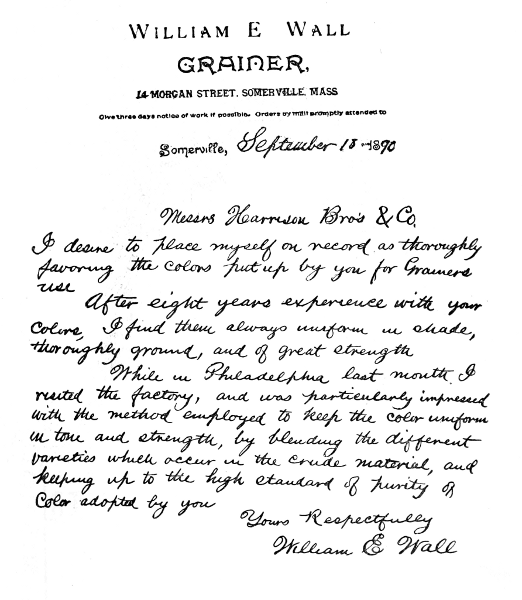 WILLIAM E WALL
GRAINER,
14 MORGAN STREET, SOMERVILLE, MASS
Give three days notice of work if possible. Orders by mail promptly attended to
Somerville, September 18 1890
Messrs Harrison Bro's & Co.
I desire to place myself on record as thoroughly
favoring the colors put up by you for Grainers
use
After eight years experience with your
Colors, I find them always uniform in shade,
thoroughly ground, and of great strength
While in Philadelphia last month I
visited the factory, and was particularly impressed
with the method employed to keep the color uniform
in tone and strength, by blending the different
varieties which occur in the crude material, and
keeping up to the high standard of purity of
Color adopted by you
Yours Respectfully
William E Wall